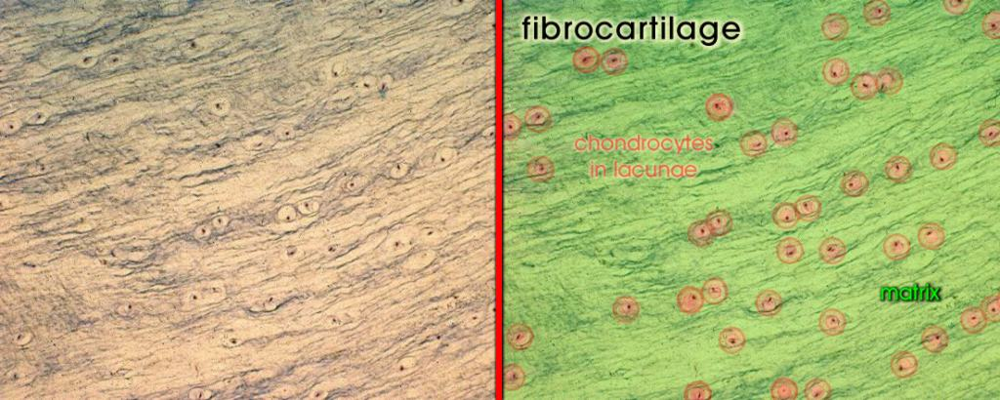 fibrocartilage
chondrocytes
in lacunae
matrix